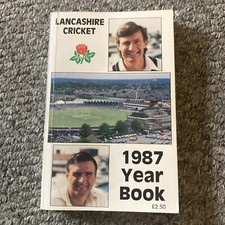 LANCASHIRE
CRICKET
1987
Year
Book
£2.50